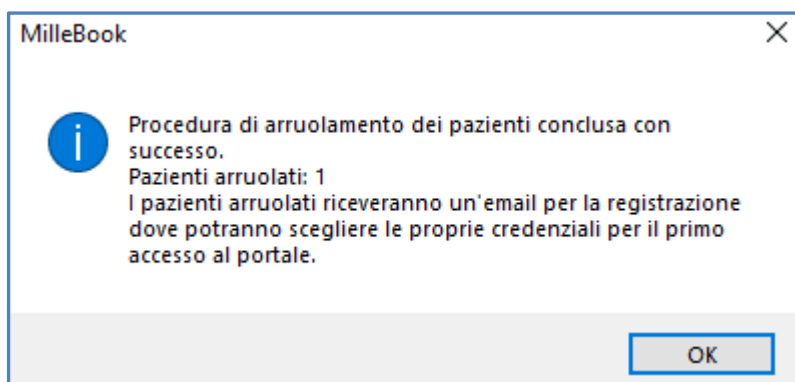 MilleBook
Procedura di arruolamento dei pazienti conclusa con
successo.
Pazienti arruolati: 1
I pazienti arruolati riceveranno un'email per la registrazione
dove potranno scegliere le proprie credenziali per il primo
accesso al portale.
OK